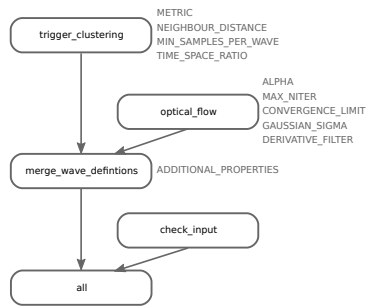 METRIC
trigger_clustering
NEIGHBOUR_DISTANCE
MIN_SAMPLES_PER_WAVE
TIME_SPACE_RATIO
ALPHA
MAX_NITER
optical_flow
CONVERGENCE_LIMIT
GAUSSIAN_SIGMA
DERIVATIVE_FILTER
merge_wave_defintions
ADDITIONAL_PROPERTIES
check_input
all